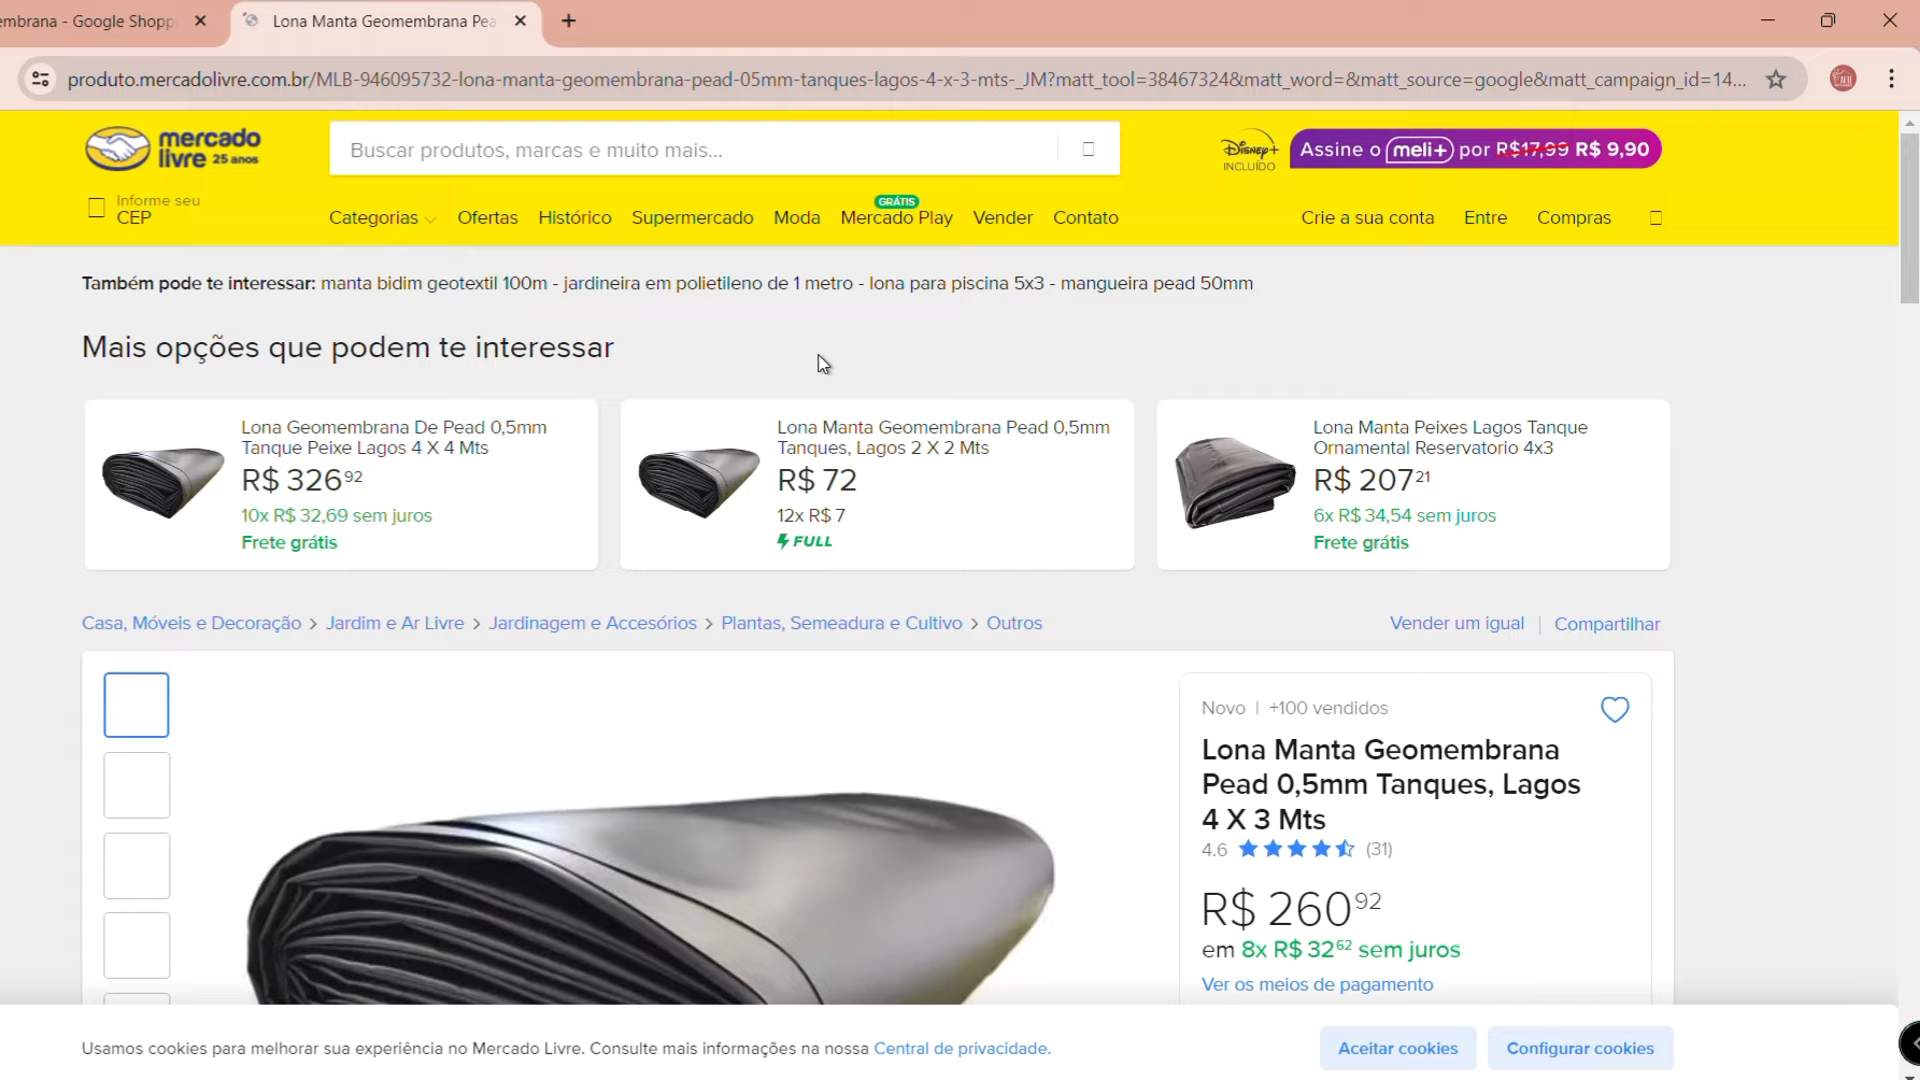 embrana - Google Shopp
Lona Manta Geomembrana Pea
produto.mercadolivre.com.br/MLB-946095732-lona-manta-geomembrana-pead-05mm-tanques-lagos-4-x-3-mts-_JM?matt_tool=38467324&matt_word=&matt_source=google&matt_campaign_id=14...
mercado
livre 25 anos
Buscar produtos, marcas e muito mais...
Disney+
INCLUÍDO
Assine o meli+ por R$17,99 R$ 9,90
Informe seu
CEP
Categorias Ofertas Histórico Supermercado Moda Mercado Play GRÁTIS Vender Contato
Crie a sua conta Entre Compras
Também pode te interessar: manta bidim geotextil 100m - jardineira em polietileno de 1 metro - lona para piscina 5x3 - mangueira pead 50mm
Mais opções que podem te interessar
Lona Geomembrana De Pead 0,5mm
Tanque Peixe Lagos 4 X 4 Mts
R$ 326 92
10x R$ 32,69 sem juros
Frete grátis
Lona Manta Geomembrana Pead 0,5mm
Tanques, Lagos 2 X 2 Mts
R$ 72
12x R$ 7
FULL
Lona Manta Peixes Lagos Tanque
Ornamental Reservatorio 4x3
R$ 207 21
6x R$ 34,54 sem juros
Frete grátis
Casa, Móveis e Decoração > Jardim e Ar Livre > Jardinagem e Accesórios > Plantas, Semeadura e Cultivo > Outros
Vender um igual | Compartilhar
Novo | +100 vendidos
Lona Manta Geomembrana
Pead 0,5mm Tanques, Lagos
4 X 3 Mts
4.6 (31)
R$ 260 92
em 8x R$ 32 62 sem juros
Ver os meios de pagamento
Usamos cookies para melhorar sua experiência no Mercado Livre. Consulte mais informações na nossa Central de privacidade.
Aceitar cookies
Configurar cookies